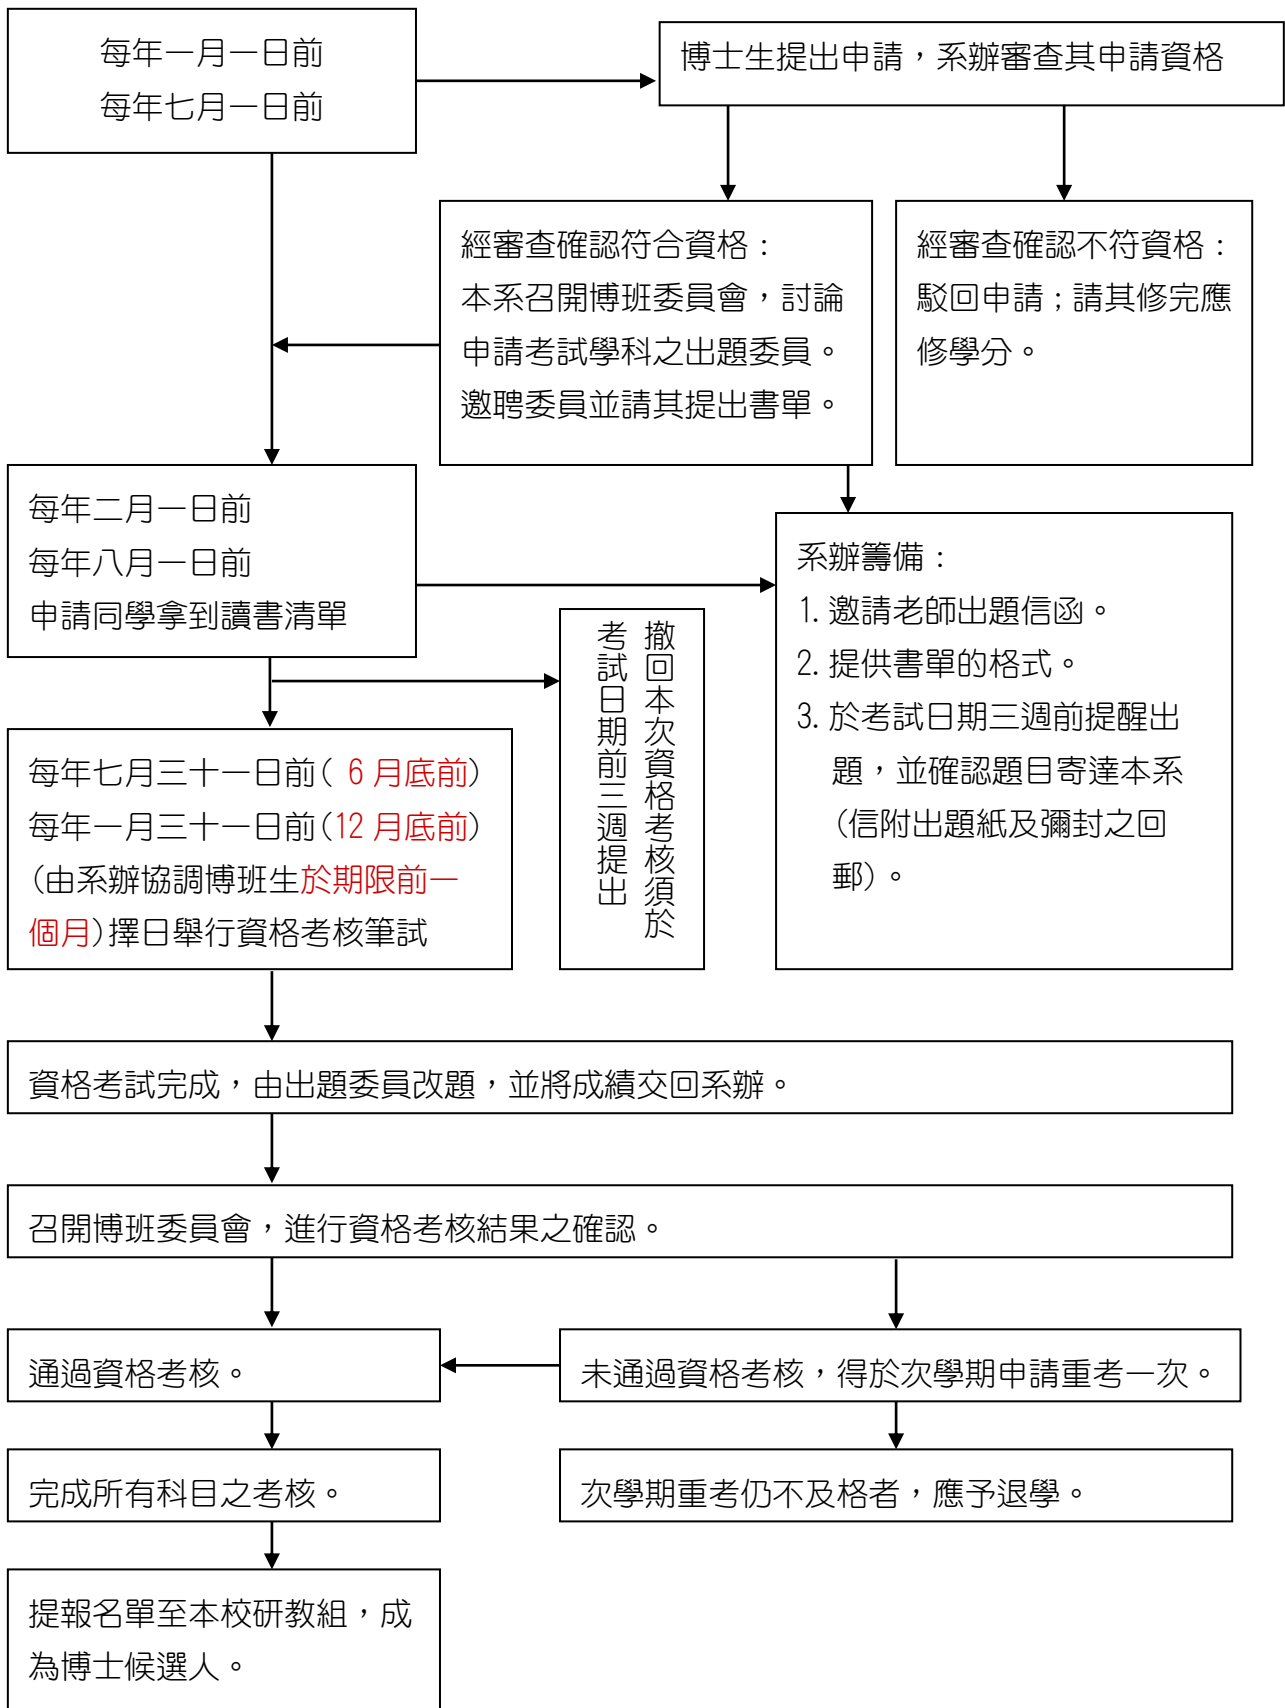 每年一月一日前
每年七月一日前
博士生提出申請，系辦審查其申請資格
經審查確認符合資格：
本系召開博班委員會，討論
申請考試學科之出題委員。
邀聘委員並請其提出書單。
經審查確認不符資格：
駁回申請；請其修完應
修學分。
每年二月一日前
每年八月一日前
申請同學拿到讀書清單
系辦籌備：
1. 邀請老師出題信函。
2. 提供書單的格式。
3. 於考試日期三週前提醒出
題，並確認題目寄達本系
(信附出題紙及彌封之回
郵)。
撤回本次資格考核須於
考試日期前三週提出
每年七月三十一日前( 6 月底前)
每年一月三十一日前(12 月底前)
(由系辦協調博班生於期限前一
個月)擇日舉行資格考核筆試
資格考試完成，由出題委員改題，並將成績交回系辦。
召開博班委員會，進行資格考核結果之確認。
通過資格考核。
未通過資格考核，得於次學期申請重考一次。
完成所有科目之考核。
次學期重考仍不及格者，應予退學。
提報名單至本校研教組，成
為博士候選人。